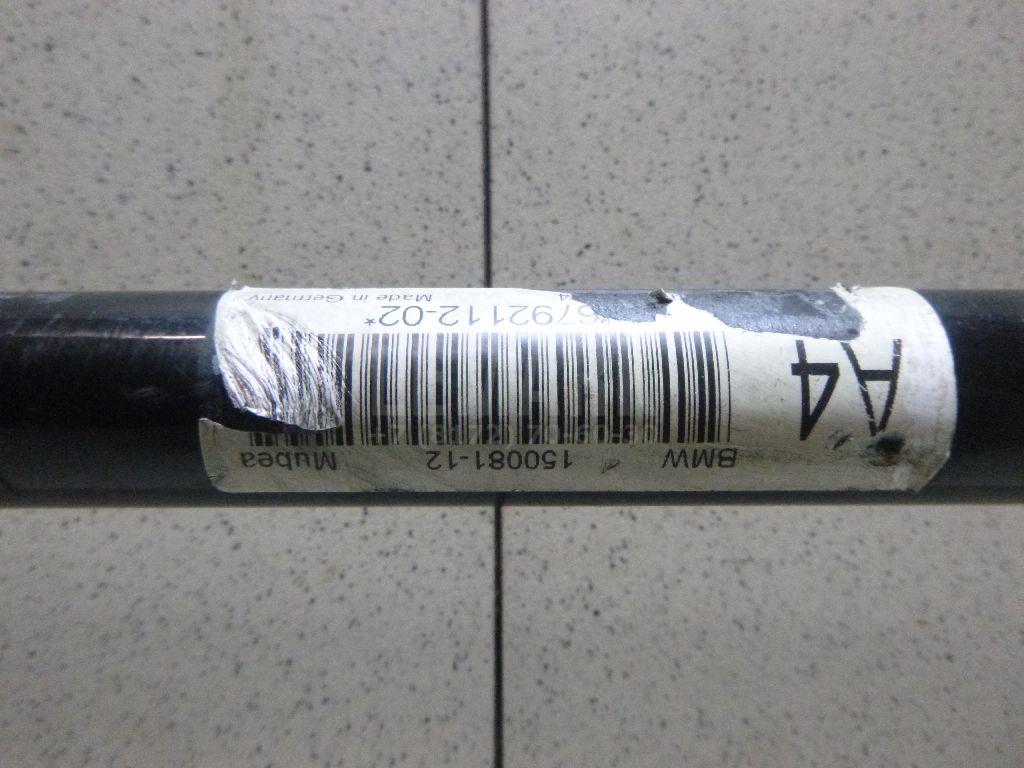 BMW 150081-12 Mubea
A4
*6792112-02*
Made in Germany